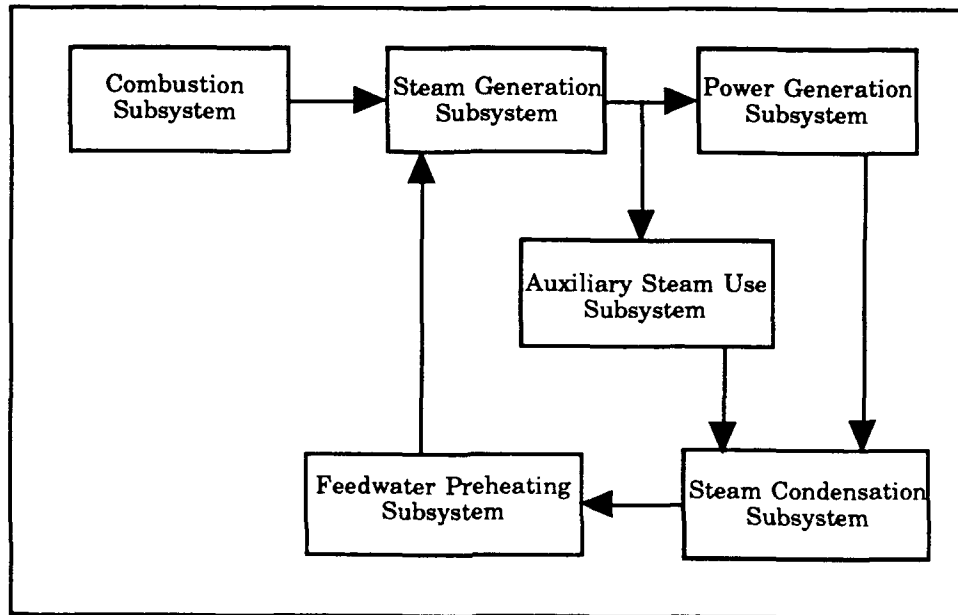 Combustion
Subsystem
Steam Generation
Subsystem
Power Generation
Subsystem
Auxiliary Steam Use
Subsystem
Feedwater Preheating
Subsystem
Steam Condensation
Subsystem